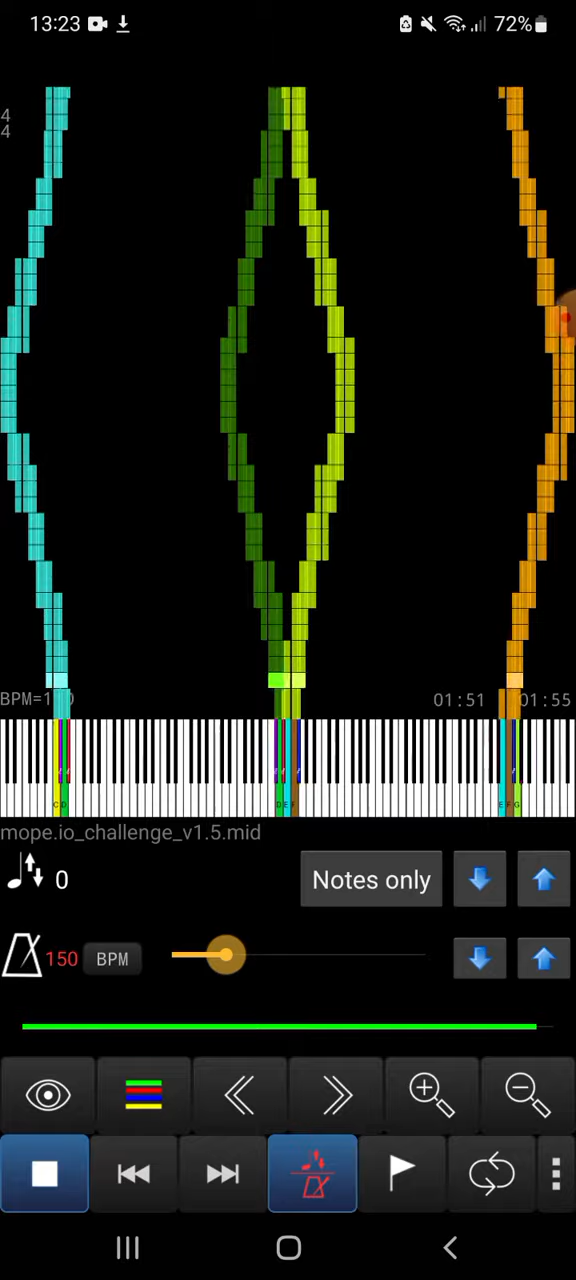 13:23 72%
4
4
BPM=1 0 01:51 01:55
C D D E F E F G
mope.io_challenge_v1.5.mid
0 Notes only
150 BPM